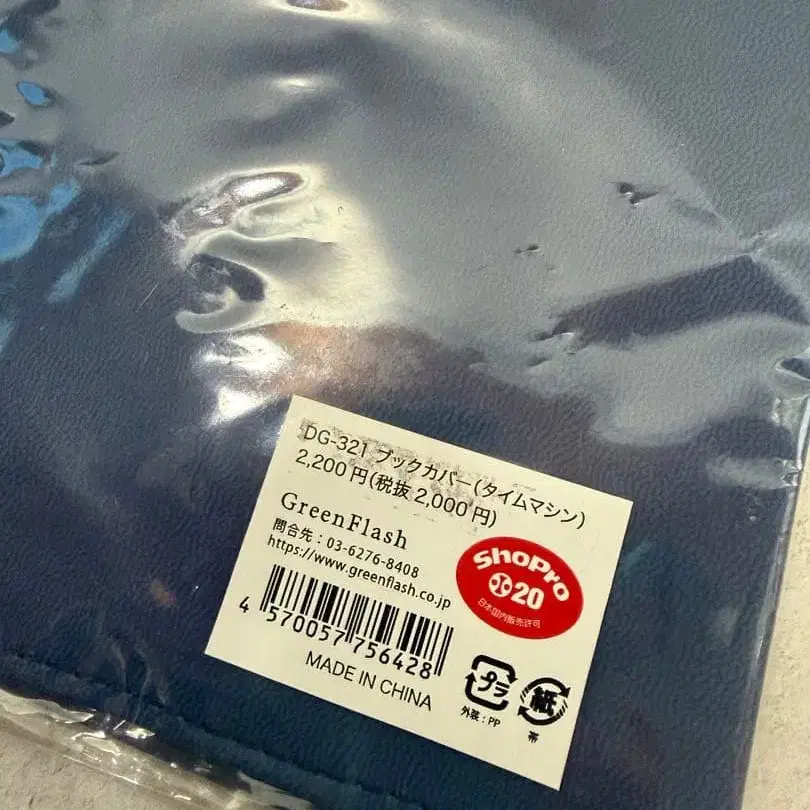 DG-321 ブックカバー(タイムマシン)
2,200円(税抜2,000円)
GreenFlash
問合先：03-6276-8408
https://www.greenflash.co.jp
ShoPro
20
日本国内販売許可
4 570057 756428
MADE IN CHINA
プラ
外装：PP
紙
帯